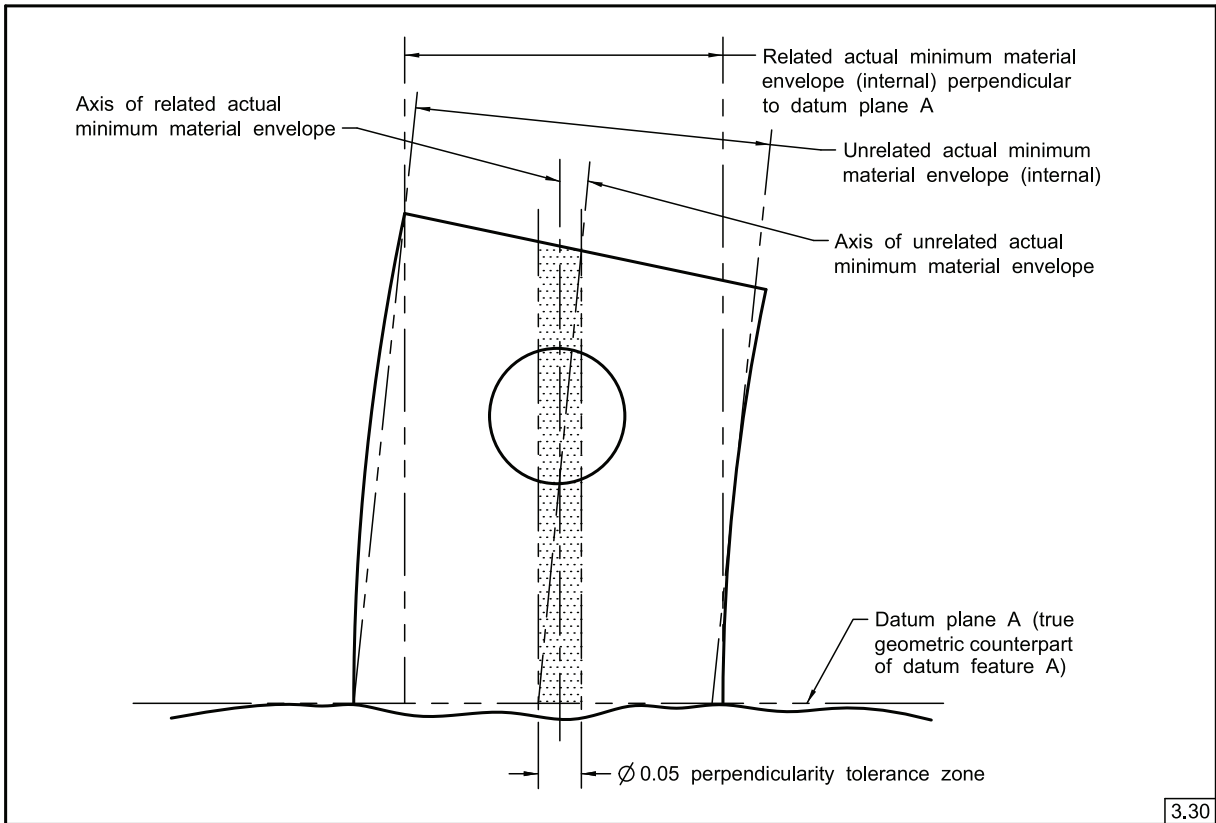 Related actual minimum material
envelope (internal) perpendicular
to datum plane A
Axis of related actual
minimum material envelope
Unrelated actual minimum
material envelope (internal)
Axis of unrelated actual
minimum material envelope
Datum plane A (true
geometric counterpart
of datum feature A)
∅ 0.05 perpendicularity tolerance zone
3.30